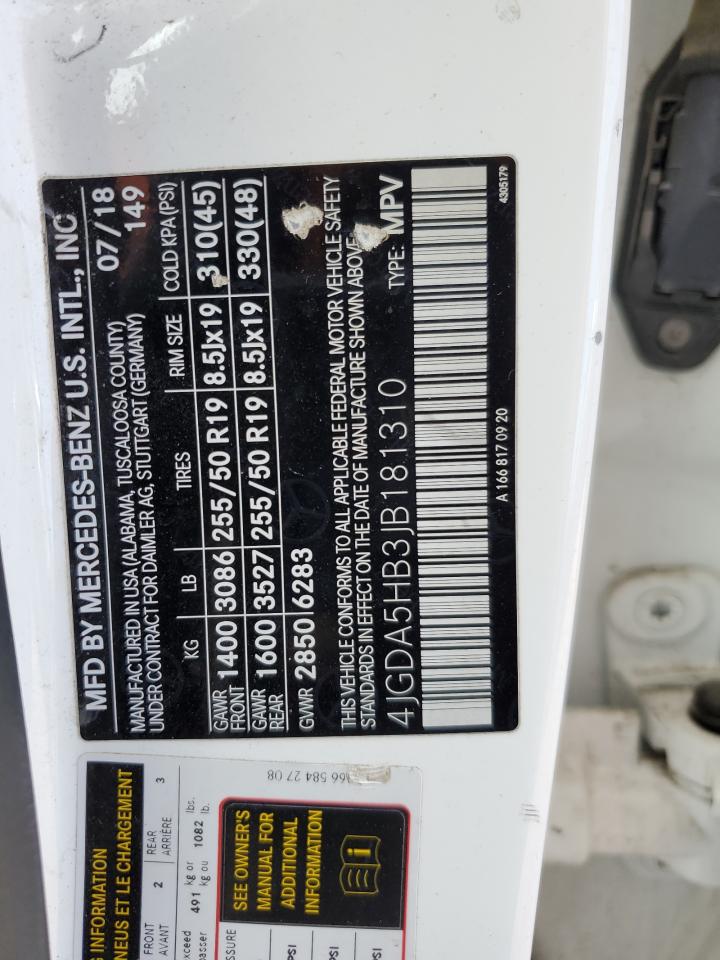 MFD BY MERCEDES-BENZ U.S. INTL., INC
MANUFACTURED IN USA (ALABAMA, TUSCALOOSA COUNTY) 07/18
UNDER CONTRACT FOR DAIMLER AG, STUTTGART (GERMANY) 149
KG LB TIRES RIM SIZE COLD KPA (PSI)
GAWR FRONT 1400 3086 255/50 R19 8.5Jx19 310(45)
GAWR REAR 1600 3527 255/50 R19 8.5Jx19 330(48)
GVWR 2850 6283
THIS VEHICLE CONFORMS TO ALL APPLICABLE FEDERAL MOTOR VEHICLE SAFETY
STANDARDS IN EFFECT ON THE DATE OF MANUFACTURE SHOWN ABOVE.
4JGDA5HB3JB181310 TYPE: MPV
A 166 817 09 20 4305179
INFORMATION
NEUS ET LE CHARGEMENT
FRONT 2 REAR 3
AVANT ARRIÈRE
xceed 491 kg or 1082 lbs.
passer kg ou lb.
SSURE
SEE OWNER'S
MANUAL FOR
ADDITIONAL
INFORMATION
PSI
PSI
PSI
66 584 27 08